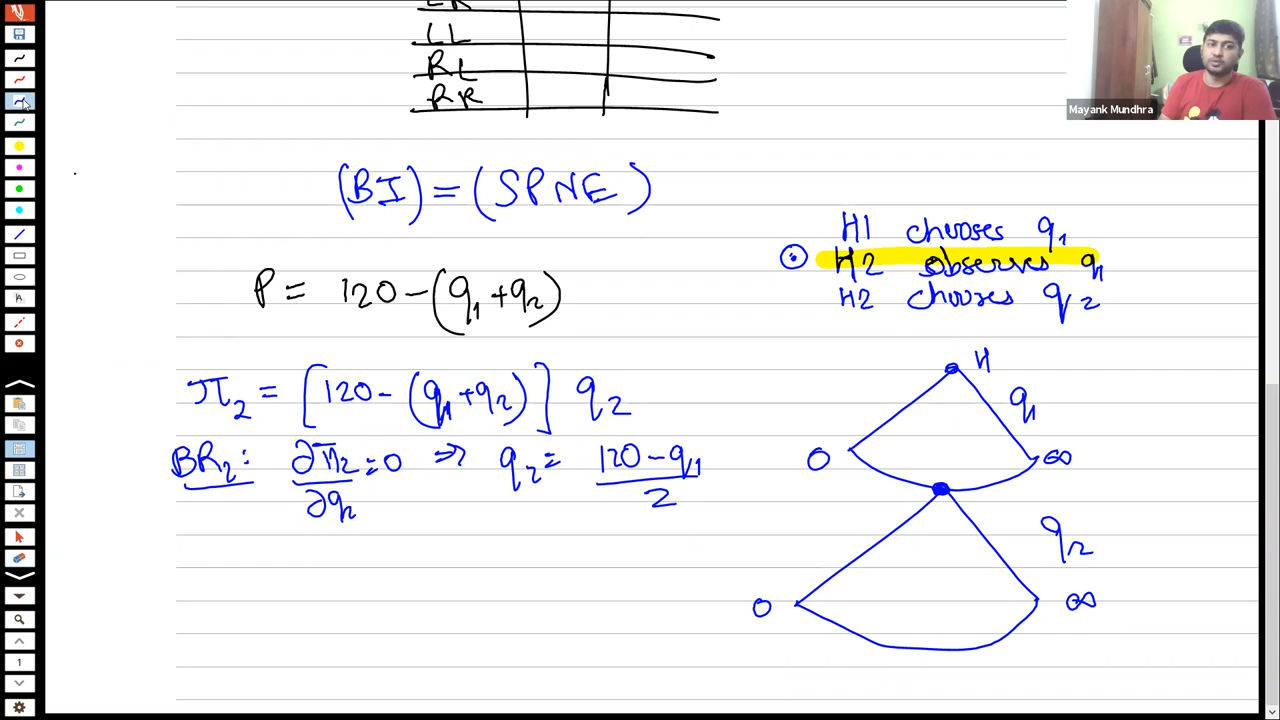 LL
RL
RR
Mayank Mundhra
(BI) = (SPNE)
H1 chooses q1
H2 observes q1
H2 chooses q2
P = 120 - (q1 + q2)
H
q1
π2 = [120 - (q1 + q2)] q2
0
∞
BR2: ∂π2/∂q2 = 0 ⇒ q2 = (120 - q1)/2
q2
0
∞
1